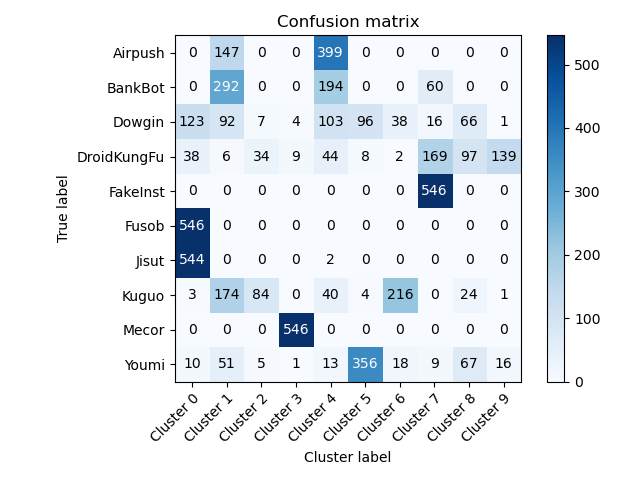 Confusion matrix
Airpush 0 147 0 0 399 0 0 0 0 0
BankBot 0 292 0 0 194 0 0 60 0 0
Dowgin 123 92 7 4 103 96 38 16 66 1
DroidKungFu 38 6 34 9 44 8 2 169 97 139
FakeInst 0 0 0 0 0 0 0 546 0 0
Fusob 546 0 0 0 0 0 0 0 0 0
Jisut 544 0 0 0 2 0 0 0 0 0
Kuguo 3 174 84 0 40 4 216 0 24 1
Mecor 0 0 0 546 0 0 0 0 0 0
Youmi 10 51 5 1 13 356 18 9 67 16
Cluster 0 Cluster 1 Cluster 2 Cluster 3 Cluster 4 Cluster 5 Cluster 6 Cluster 7 Cluster 8 Cluster 9
Cluster label
True label
500
400
300
200
100
0